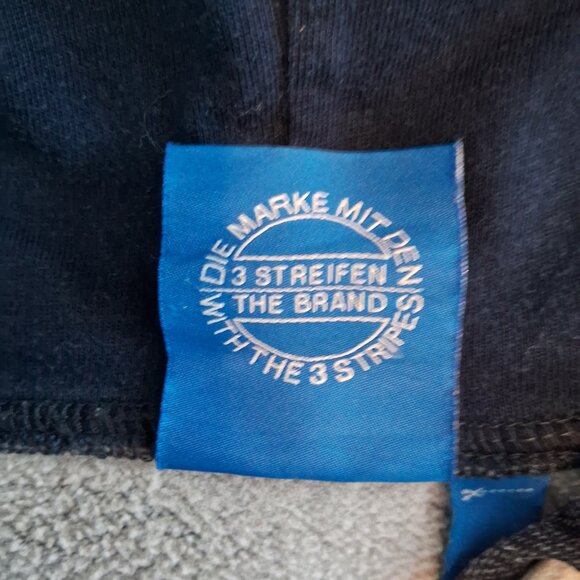 DIE MARKE MIT DEN
3 STREIFEN
THE BRAND
WITH THE 3 STRIPES